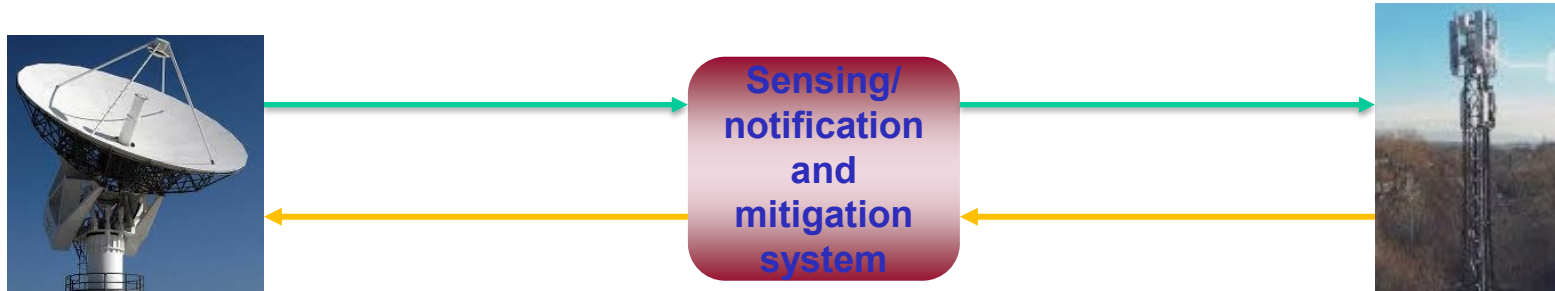 Sensing/
notification
and
mitigation
system